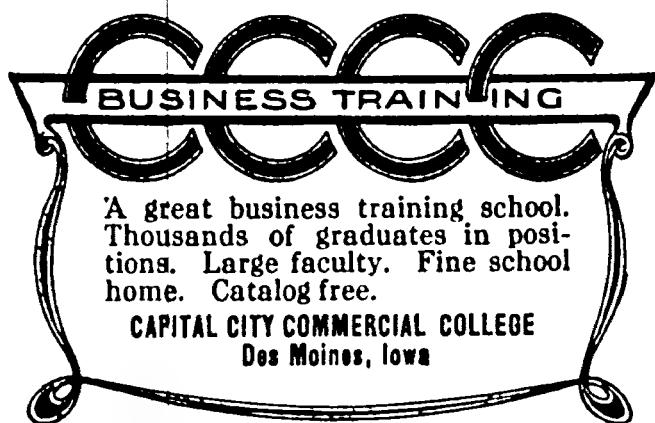 CCCC
BUSINESS TRAINING
A great business training school.
Thousands of graduates in posi-
tions. Large faculty. Fine school
home. Catalog free.
CAPITAL CITY COMMERCIAL COLLEGE
Des Moines, Iowa